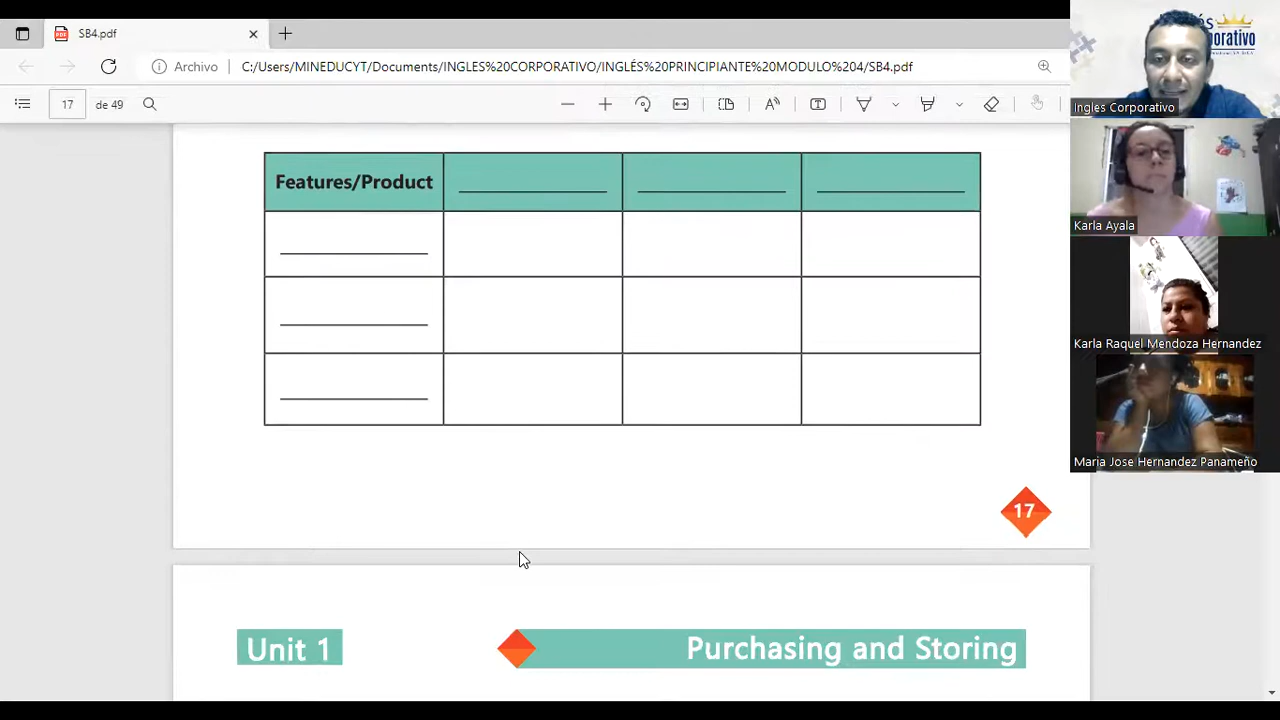 SB4.pdf
Archivo
C:/Users/MINEDUCYT/Documents/INGLES%20CORPORATIVO/INGLÉS%20PRINCIPIANTE%20MODULO%204/SB4.pdf
17
de 49
Features/Product
17
Unit 1
Purchasing and Storing
Ingles Corporativo
Karla Ayala
Karla Raquel Mendoza Hernandez
Maria Jose Hernandez Panameño